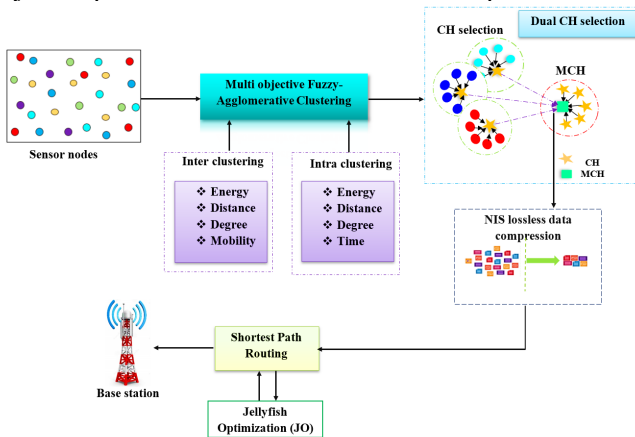 Dual CH selection
CH selection
Multi objective Fuzzy-
Agglomerative Clustering
MCH
Sensor nodes
CH
MCH
Inter clustering
Intra clustering
❖ Energy
❖ Distance
❖ Degree
❖ Mobility
❖ Energy
❖ Distance
❖ Degree
❖ Time
NIS lossless data
compression
Shortest Path
Routing
Base station
Jellyfish
Optimization (JO)